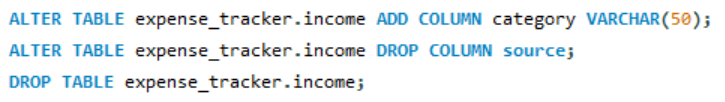 ALTER TABLE expense_tracker.income ADD COLUMN category VARCHAR(50);
ALTER TABLE expense_tracker.income DROP COLUMN source;
DROP TABLE expense_tracker.income;